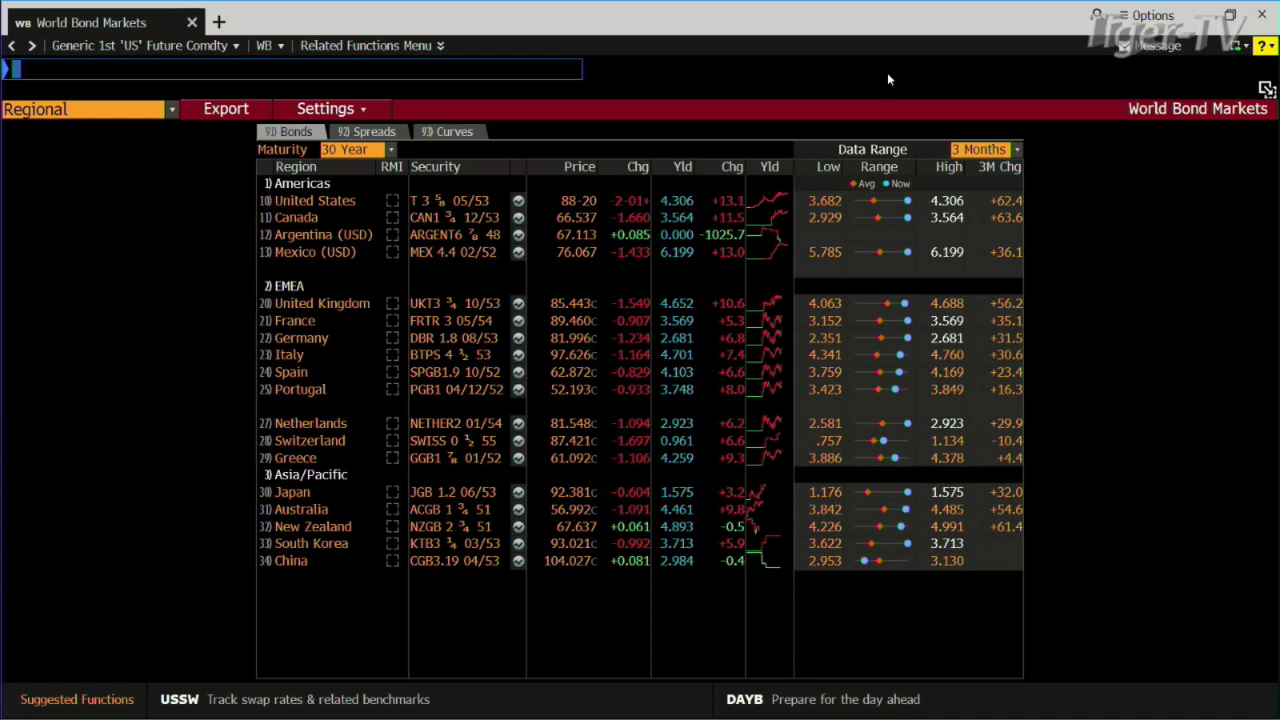 WB World Bond Markets × +
Options
Tiger-TV
< > Generic 1st 'US' Future Comdty WB Related Functions Menu Message ?
Regional Export Settings World Bond Markets
91) Bonds 92) Spreads 93) Curves
Maturity 30 Year Data Range 3 Months
Region RMI Security Price Chg Yld Chg Yld Low Range High 3M Chg
1) Americas Avg Now
10) United States T 3 5/8 05/53 88-20 -2-01+ 4.306 +13.1 3.682 4.306 +62.4
11) Canada CAN1 3/4 12/53 66.537 -1.660 3.564 +11.5 2.929 3.564 +63.6
12) Argentina (USD) ARGENT6 7/8 48 67.113 +0.085 0.000 -1025.7
13) Mexico (USD) MEX 4.4 02/52 76.067 -1.433 6.199 +13.0 5.785 6.199 +36.1
2) EMEA
20) United Kingdom UKT3 3/4 10/53 85.443C -1.549 4.652 +10.6 4.063 4.688 +56.2
21) France FRTR 3 05/54 89.460C -0.907 3.569 +5.3 3.152 3.569 +35.1
22) Germany DBR 1.8 08/53 81.996C -1.234 2.681 +6.8 2.351 2.681 +31.5
23) Italy BTPS 4 1/2 53 97.626C -1.164 4.701 +7.4 4.341 4.760 +30.6
24) Spain SPGB1.9 10/52 62.872C -0.829 4.103 +6.6 3.759 4.169 +23.4
25) Portugal PGB1 04/12/52 52.193C -0.933 3.748 +8.0 3.423 3.849 +16.3
27) Netherlands NETHER2 01/54 81.548C -1.094 2.923 +6.2 2.581 2.923 +29.9
28) Switzerland SWISS 0 1/2 55 87.421C -1.697 0.961 +6.6 .757 1.134 -10.4
29) Greece GGB1 7/8 01/52 61.092C -1.106 4.259 +9.3 3.886 4.378 +4.4
3) Asia/Pacific
30) Japan JGB 1.2 06/53 92.381C -0.604 1.575 +3.2 1.176 1.575 +32.0
31) Australia ACGB 1 3/4 51 56.992C -1.091 4.461 +9.8 3.842 4.485 +54.6
32) New Zealand NZGB 2 3/4 51 67.637 +0.061 4.893 -0.5 4.226 4.991 +61.4
33) South Korea KTB3 1/4 03/53 93.021C -0.992 3.713 +5.9 3.622 3.713
34) China CGB3.19 04/53 104.027C +0.081 2.984 -0.4 2.953 3.130
Suggested Functions USSW Track swap rates & related benchmarks DAYB Prepare for the day ahead